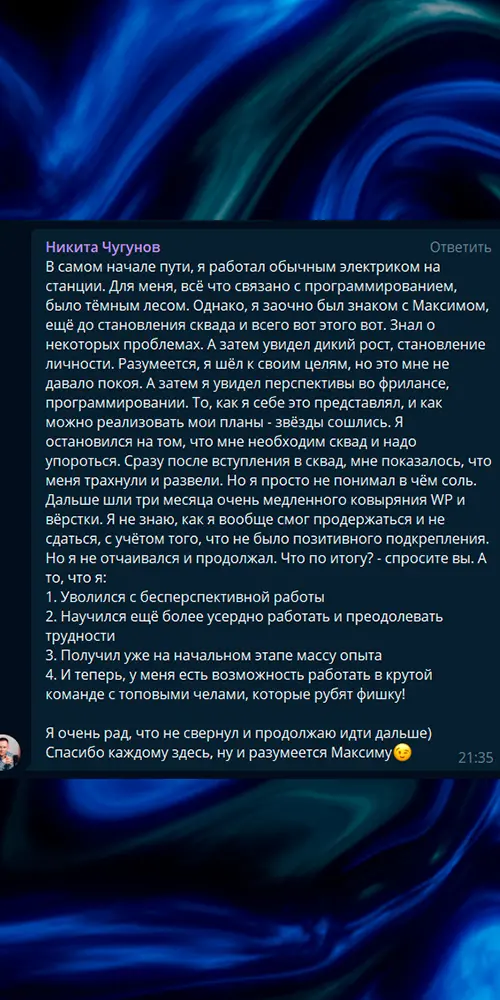 Никита Чугунов
Ответить
В самом начале пути, я работал обычным электриком на
станции. Для меня, всё что связано с программированием,
было тёмным лесом. Однако, я заочно был знаком с Максимом,
ещё до становления сквада и всего вот этого вот. Знал о
некоторых проблемах. А затем увидел дикий рост, становление
личности. Разумеется, я шёл к своим целям, но это мне не
давало покоя. А затем я увидел перспективы во фрилансе,
программировании. То, как я себе это представлял, и как
можно реализовать мои планы - звёзды сошлись. Я
остановился на том, что мне необходим сквад и надо
упороться. Сразу после вступления в сквад, мне показалось, что
меня трахнули и развели. Но я просто не понимал в чём соль.
Дальше шли три месяца очень медленного ковыряния WP и
вёрстки. Я не знаю, как я вообще смог продержаться и не
сдаться, с учётом того, что не было позитивного подкрепления.
Но я не отчаивался и продолжал. Что по итогу? - спросите вы. А
то, что я:
1. Уволился с бесперспективной работы
2. Научился ещё более усердно работать и преодолевать
трудности
3. Получил уже на начальном этапе массу опыта
4. И теперь, у меня есть возможность работать в крутой
команде с топовыми челами, которые рубят фишку!
Я очень рад, что не свернул и продолжаю идти дальше)
Спасибо каждому здесь, ну и разумеется Максиму😉
21:35